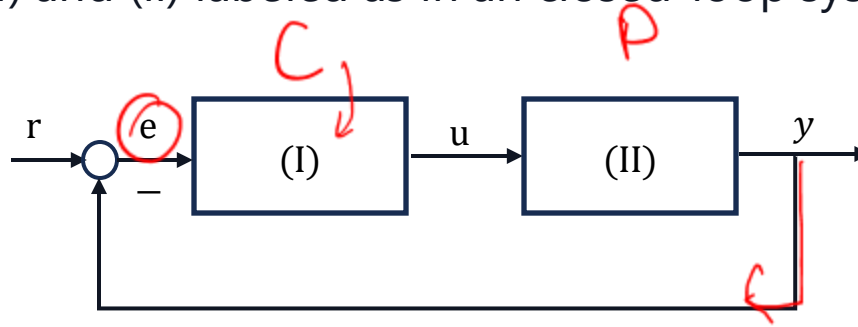 and (ii) labeled as in an closed-loop sys
C
P
r
e
(I)
u
(II)
y
−